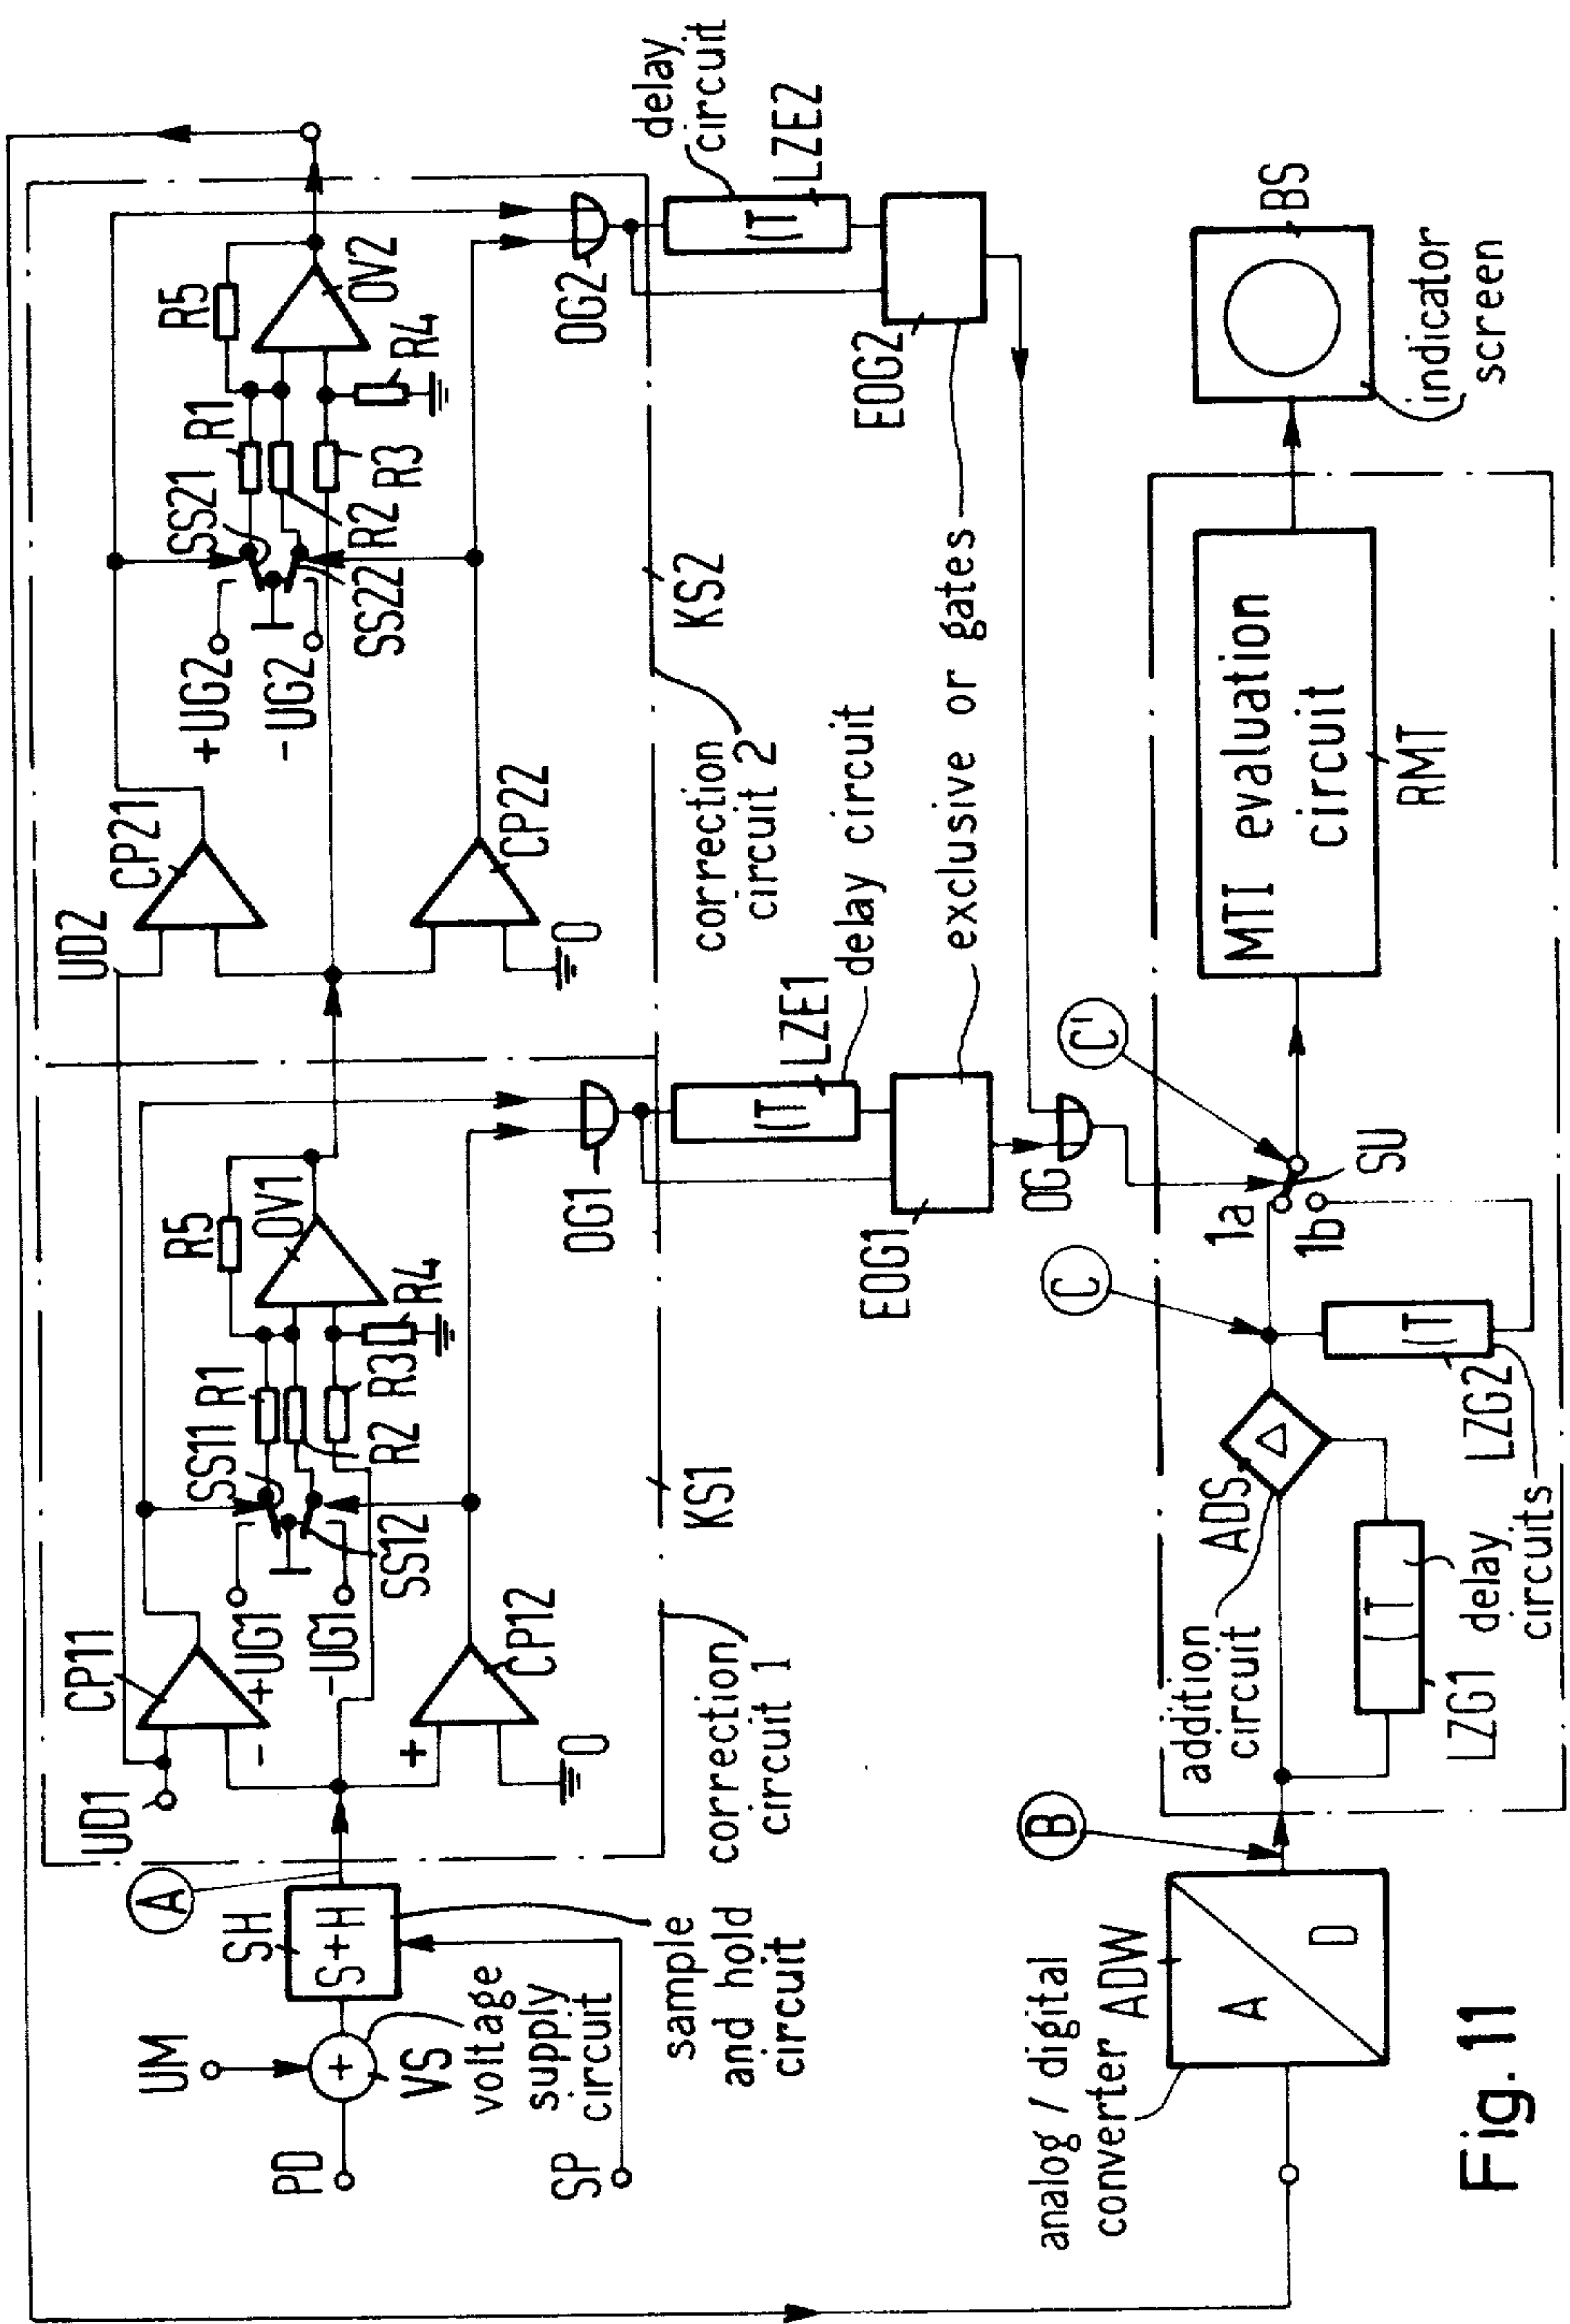 UM
PD
+
VS
voltage
supply
circuit
SP
SH
S+H
sample
and hold
circuit
A
UD1
CP11
-
+
+UG1
-UG1
SS11
SS12
R1
R2
R3
R4
R5
OV1
CP12
0
OG1
KS1
correction
circuit 1
LZE1
(T
delay circuit
EOG1
OG
UD2
CP21
+UG2
-UG2
SS21
SS22
R1
R2
R3
R4
R5
OV2
CP22
0
OG2
KS2
correction
circuit 2
delay
circuit
(T
LZE2
EOG2
exclusive or gates
analog / digital
converter ADW
A
D
B
addition
circuit
ADS
Δ
(T
LZG1
delay
circuits
C
(T
LZG2
1a
1b
SU
C'
MTI evaluation
circuit
RMT
BS
indicator
screen
Fig. 11